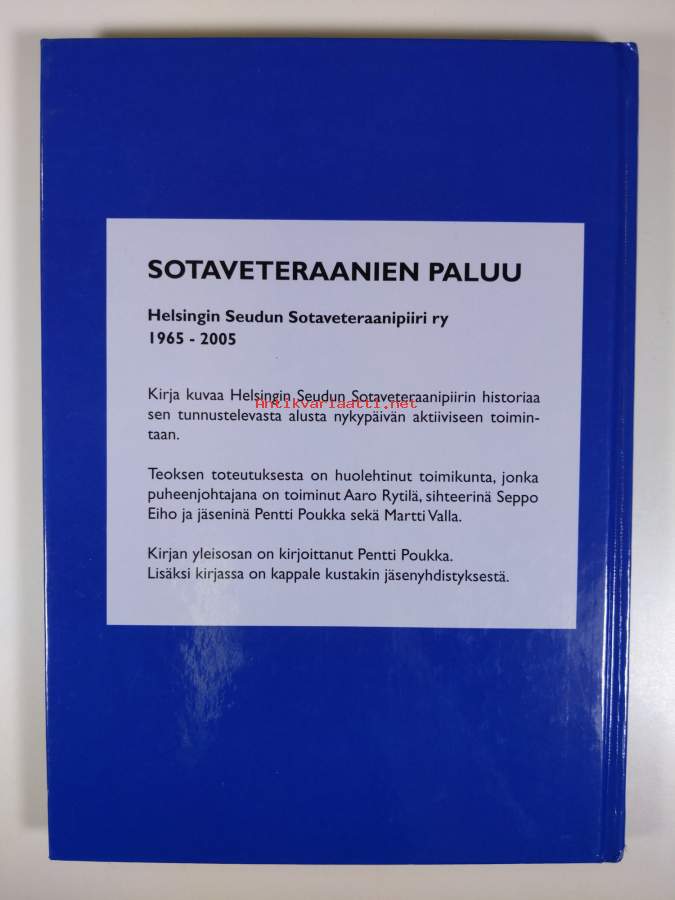 SOTAVETERAANIEN PALUU
Helsingin Seudun Sotaveteraanipiiri ry
1965 - 2005
Kirja kuvaa Helsingin Seudun Sotaveteraanipiirin historiaa
Antikvariaatti.net
sen tunnustelevasta alusta nykypäivän aktiiviseen toimin-
taan.
Teoksen toteutuksesta on huolehtinut toimikunta, jonka
puheenjohtajana on toiminut Aaro Rytilä, sihteerinä Seppo
Eiho ja jäseninä Pentti Poukka sekä Martti Valla.
Kirjan yleisosan on kirjoittanut Pentti Poukka.
Lisäksi kirjassa on kappale kustakin jäsenyhdistyksestä.